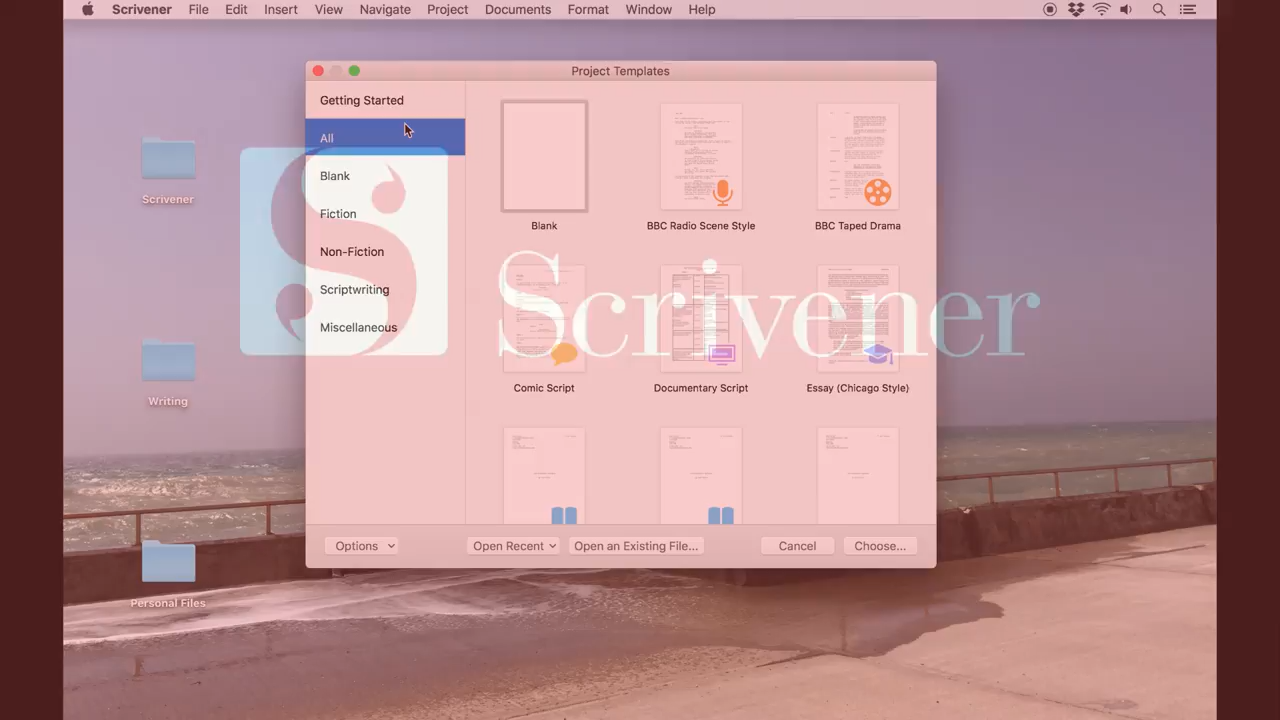 Scrivener File Edit Insert View Navigate Project Documents Format Window Help
Project Templates
Getting Started
All
Blank
Fiction
Non-Fiction
Scriptwriting
Miscellaneous
Blank
BBC Radio Scene Style
BBC Taped Drama
Comic Script
Documentary Script
Essay (Chicago Style)
Options
Open Recent
Open an Existing File...
Cancel
Choose...
Scrivener
Writing
Personal Files
S
Scrivener